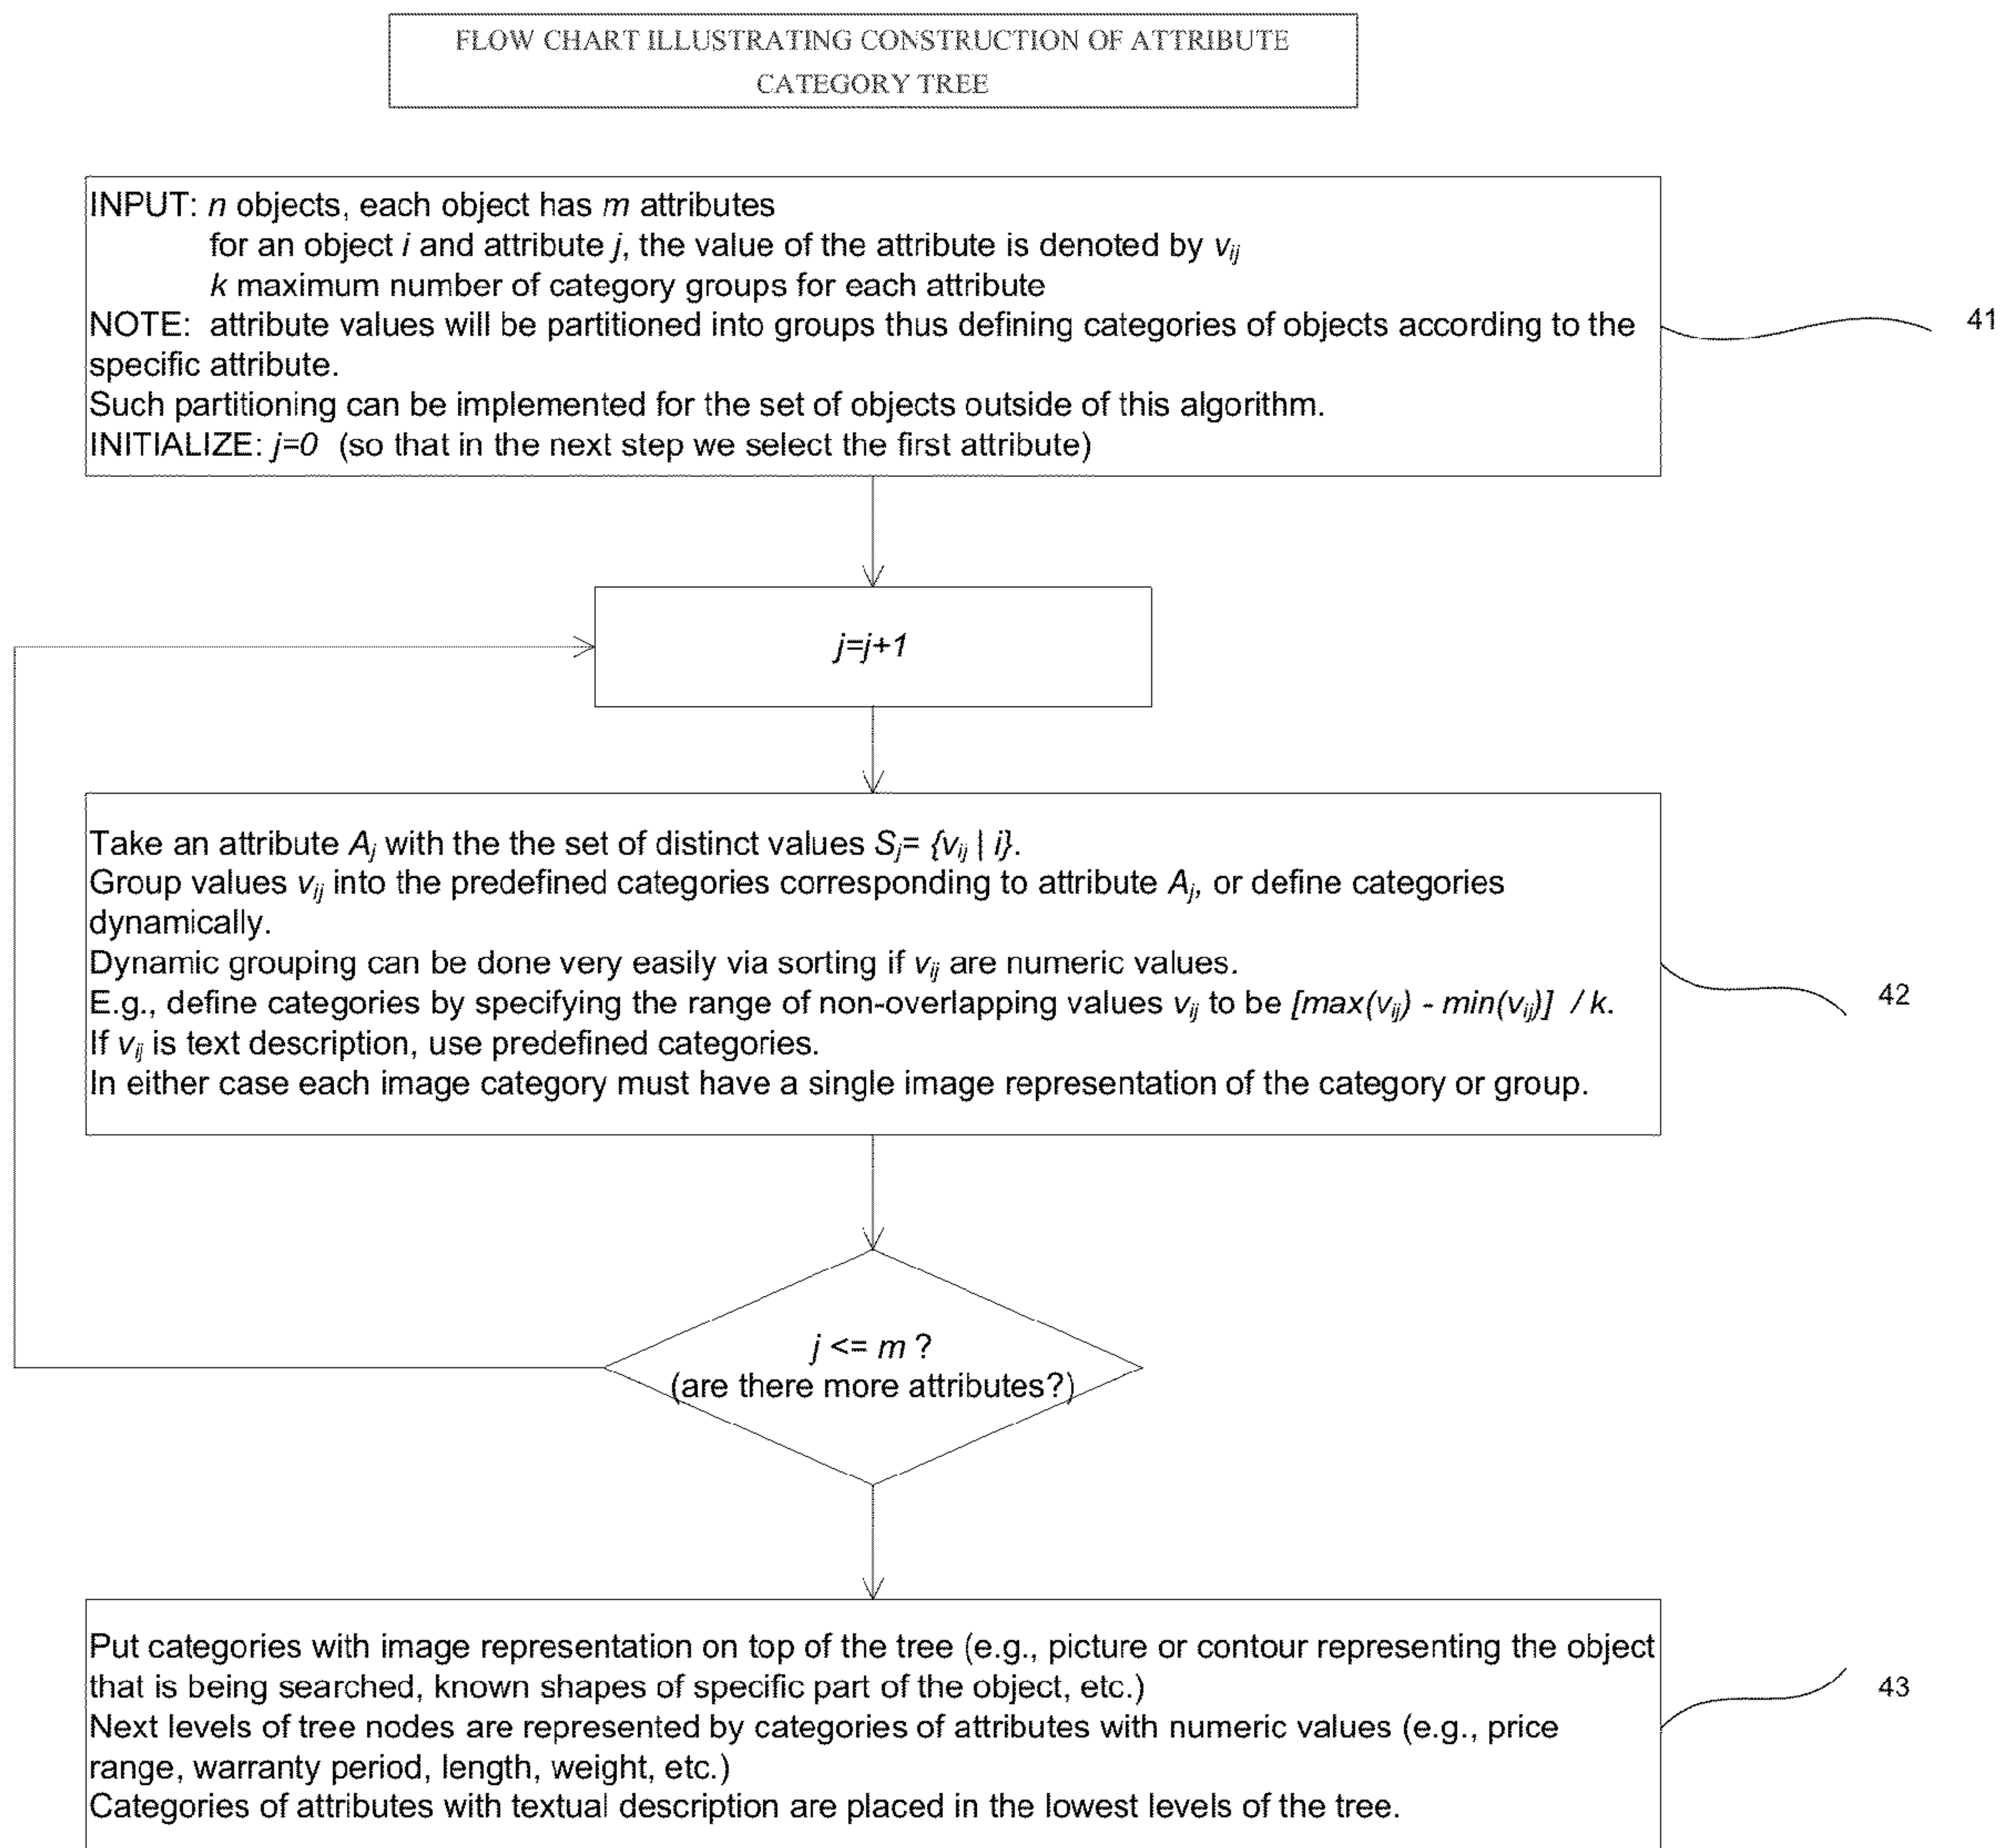 FLOW CHART ILLUSTRATING CONSTRUCTION OF ATTRIBUTE
CATEGORY TREE
INPUT: n objects, each object has m attributes
for an object i and attribute j, the value of the attribute is denoted by vij
k maximum number of category groups for each attribute
NOTE: attribute values will be partitioned into groups thus defining categories of objects according to the
specific attribute.
Such partitioning can be implemented for the set of objects outside of this algorithm.
INITIALIZE: j=0 (so that in the next step we select the first attribute)
41
j=j+1
Take an attribute Aj with the the set of distinct values Sj= {vij | i}.
Group values vij into the predefined categories corresponding to attribute Aj, or define categories
dynamically.
Dynamic grouping can be done very easily via sorting if vij are numeric values.
E.g., define categories by specifying the range of non-overlapping values vij to be [max(vij) - min(vij)] / k.
If vij is text description, use predefined categories.
In either case each image category must have a single image representation of the category or group.
42
j <= m ?
(are there more attributes?)
Put categories with image representation on top of the tree (e.g., picture or contour representing the object
that is being searched, known shapes of specific part of the object, etc.)
Next levels of tree nodes are represented by categories of attributes with numeric values (e.g., price
range, warranty period, length, weight, etc.)
Categories of attributes with textual description are placed in the lowest levels of the tree.
43